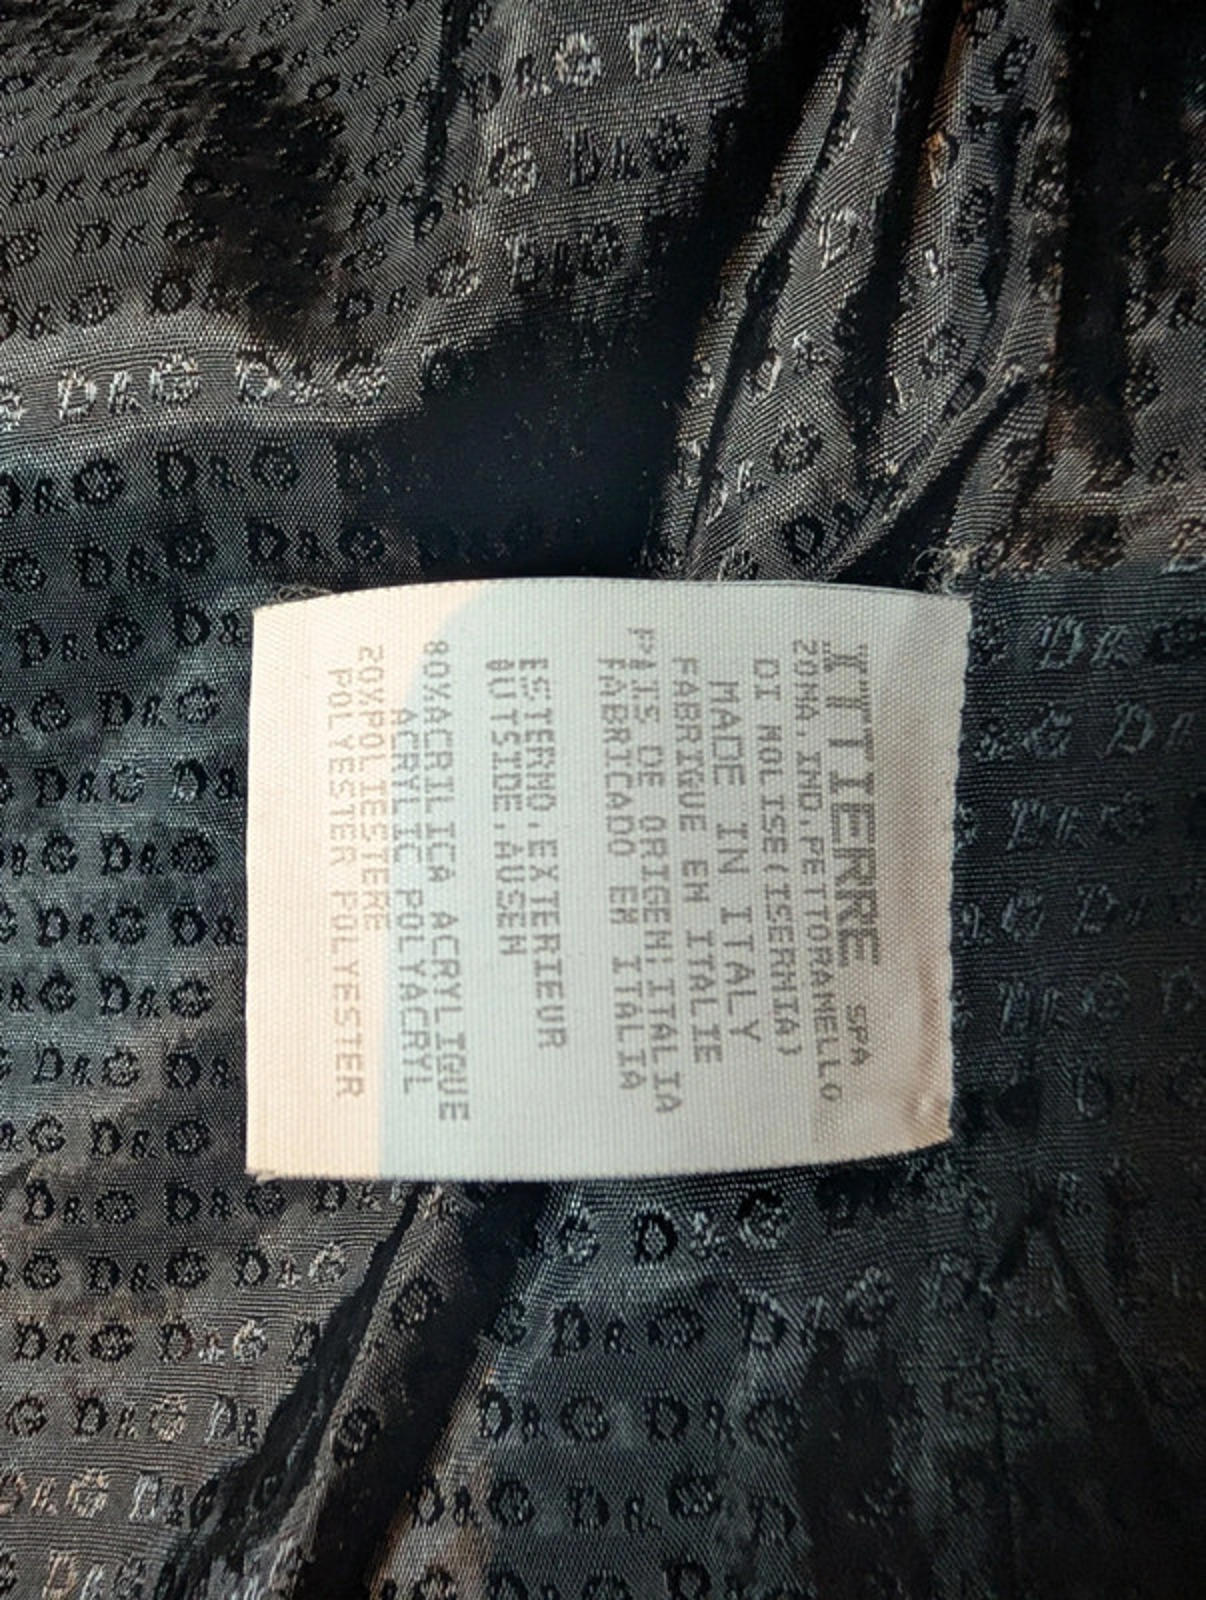 ITTIERRE SPA
ZONA. IND.PETTORANELLO
DI MOLISE(ISERNIA)
MADE IN ITALY
FABRIQUE EN ITALIE
PAIS DE ORIGEN:ITALIA
FABRICADO EN ITALIA
ESTERNO.EXTERIEUR
OUTSIDE.AUSEN
80%ACRILICA ACRYLIQUE
ACRYLIC POLYACRYL
20%POLIESTERE
POLYESTER POLYESTER
D&G D&G
D&G D&G
D&G D&G
D&G D&G
D&G D&G
D&G D&G